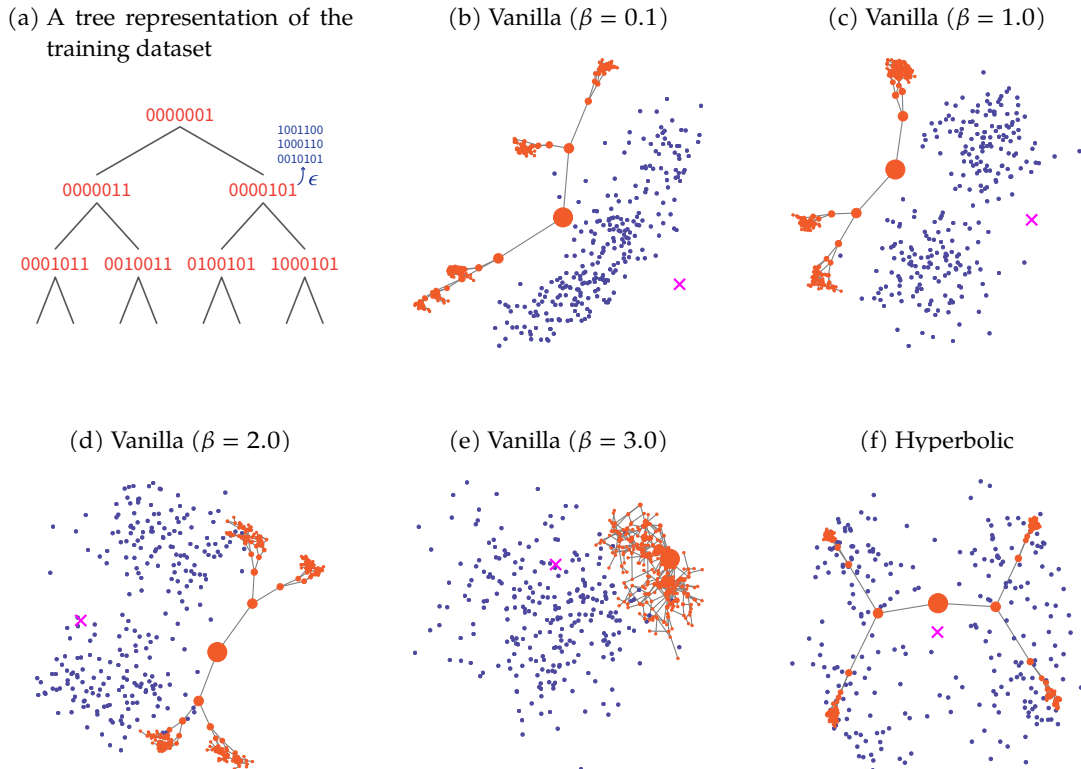 (a) A tree representation of the
training dataset
0000001
1001100
1000110
0010101
ϵ
0000011 0000101
0001011 0010011 0100101 1000101
(b) Vanilla (β = 0.1)
(c) Vanilla (β = 1.0)
(d) Vanilla (β = 2.0)
(e) Vanilla (β = 3.0)
(f) Hyperbolic